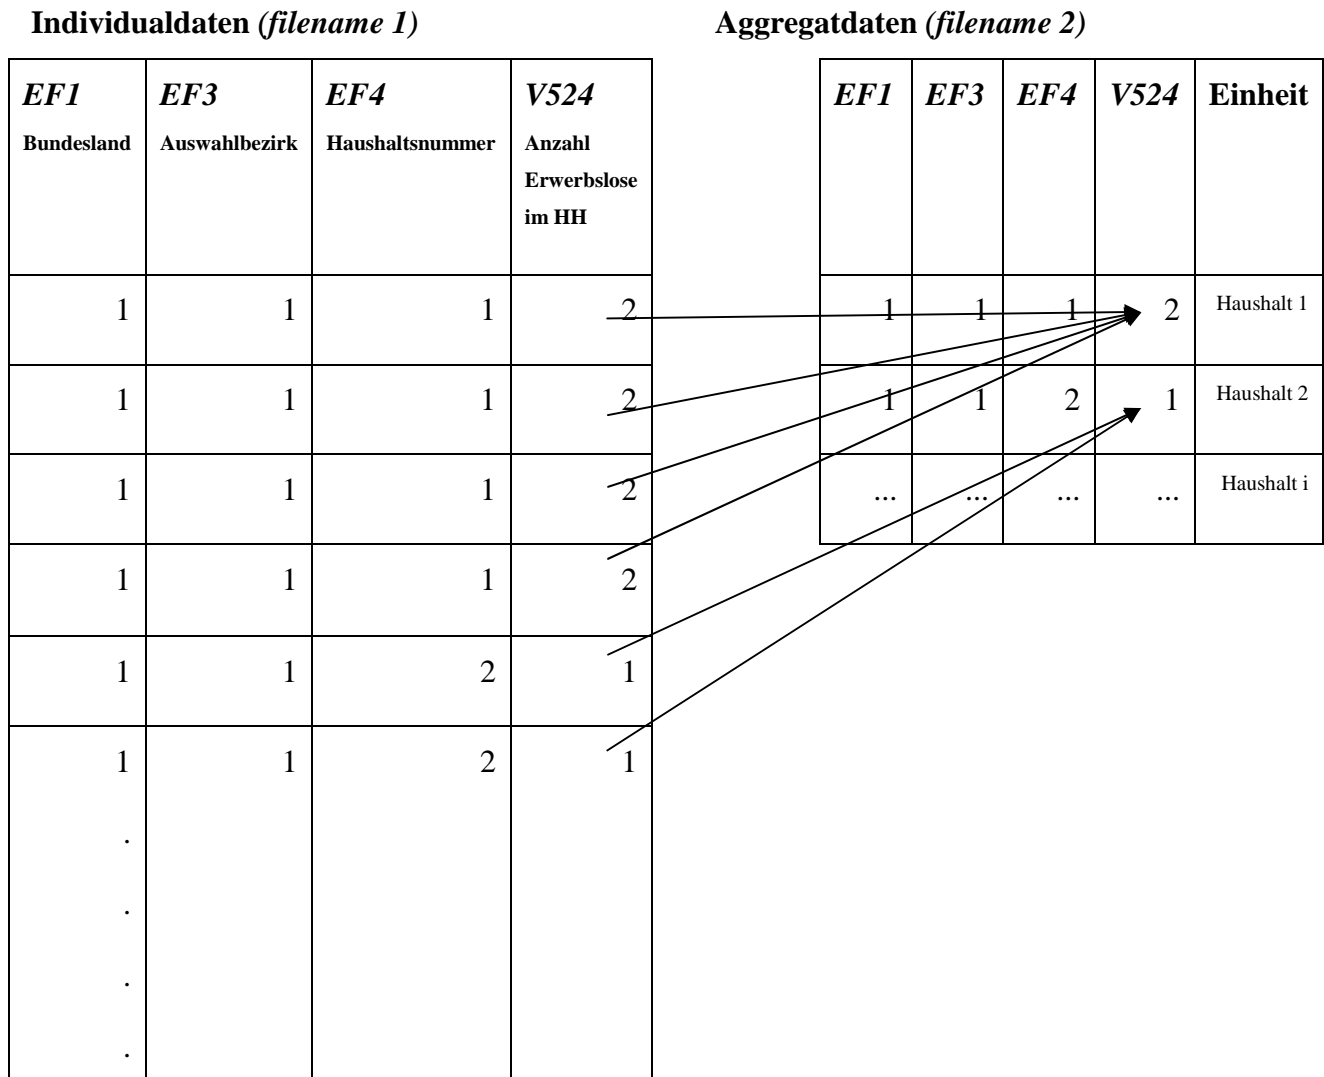 Individualdaten (filename 1)
EF1 EF3 EF4 V524
Bundesland Auswahlbezirk Haushaltsnummer Anzahl
Erwerbslose
im HH
1 1 1 2
1 1 1 2
1 1 1 2
1 1 1 2
1 1 2 1
1 1 2 1
.
.
.
.
Aggregatdaten (filename 2)
EF1 EF3 EF4 V524 Einheit
1 1 1 2 Haushalt 1
1 1 2 1 Haushalt 2
... ... ... ... Haushalt i